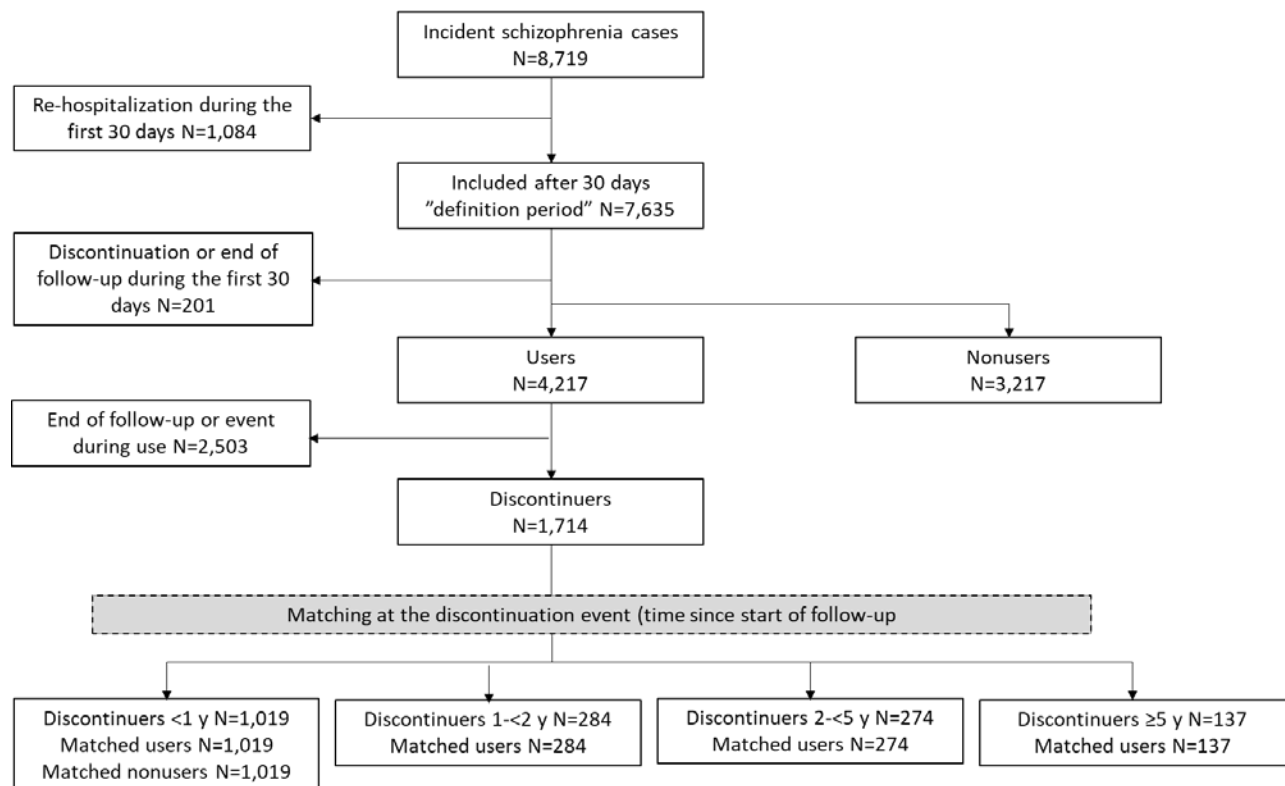 Incident schizophrenia cases
N=8,719
Re-hospitalization during the
first 30 days N=1,084
Included after 30 days
”definition period” N=7,635
Discontinuation or end of
follow-up during the first 30
days N=201
Users
N=4,217
Nonusers
N=3,217
End of follow-up or event
during use N=2,503
Discontinuers
N=1,714
Matching at the discontinuation event (time since start of follow-up
Discontinuers <1 y N=1,019
Matched users N=1,019
Matched nonusers N=1,019
Discontinuers 1-<2 y N=284
Matched users N=284
Discontinuers 2-<5 y N=274
Matched users N=274
Discontinuers ≥5 y N=137
Matched users N=137